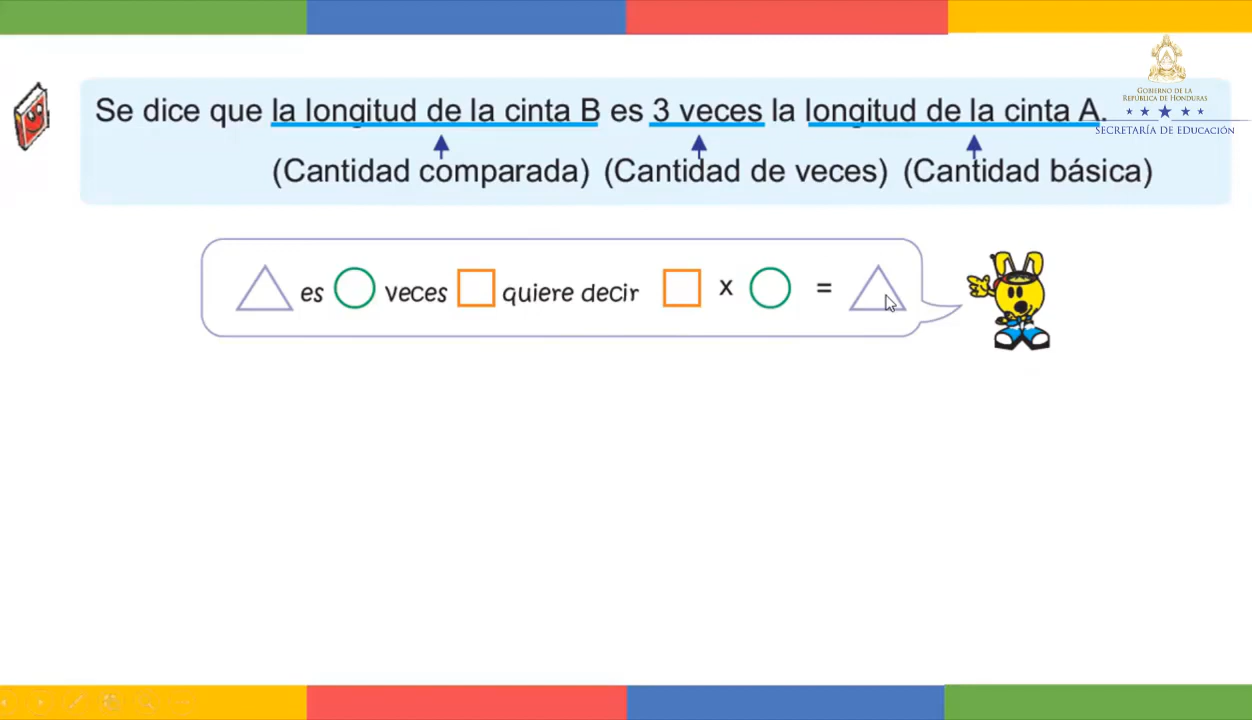 Se dice que la longitud de la cinta B es 3 veces la longitud de la cinta A.
(Cantidad comparada) (Cantidad de veces) (Cantidad básica)
GOBIERNO DE LA
REPÚBLICA DE HONDURAS
SECRETARÍA DE EDUCACIÓN
es veces quiere decir x =